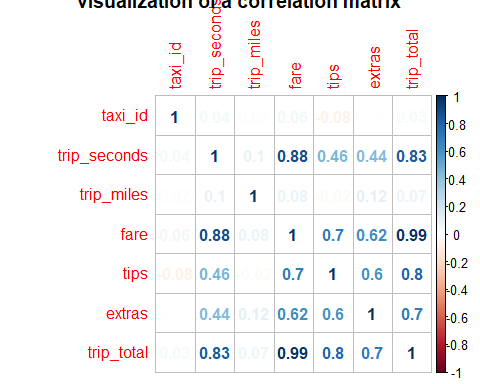 visualization of a correlation matrix
taxi_id trip_seconds trip_miles fare tips extras trip_total
taxi_id 1 0.04 0.06 -0.08 0.03
trip_seconds 0.04 1 0.1 0.88 0.46 0.44 0.83
trip_miles 0.1 1 0.08 -0.02 0.12 0.07
fare 0.06 0.88 0.08 1 0.7 0.62 0.99
tips -0.08 0.46 -0.02 0.7 1 0.6 0.8
extras 0.44 0.12 0.62 0.6 1 0.7
trip_total 0.03 0.83 0.07 0.99 0.8 0.7 1
1
0.8
0.6
0.4
0.2
0
-0.2
-0.4
-0.6
-0.8
-1